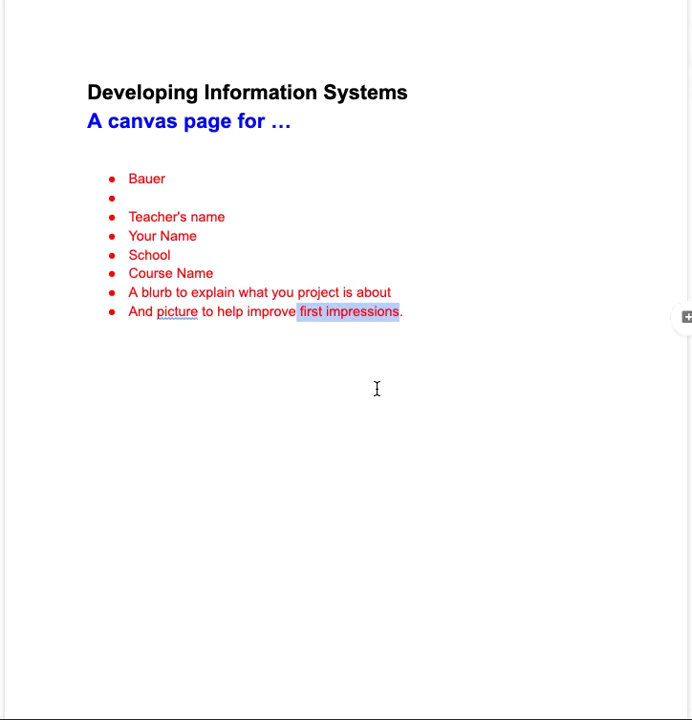 Developing Information Systems
A canvas page for ...
● Bauer
●
● Teacher's name
● Your Name
● School
● Course Name
● A blurb to explain what you project is about
● And picture to help improve first impressions.